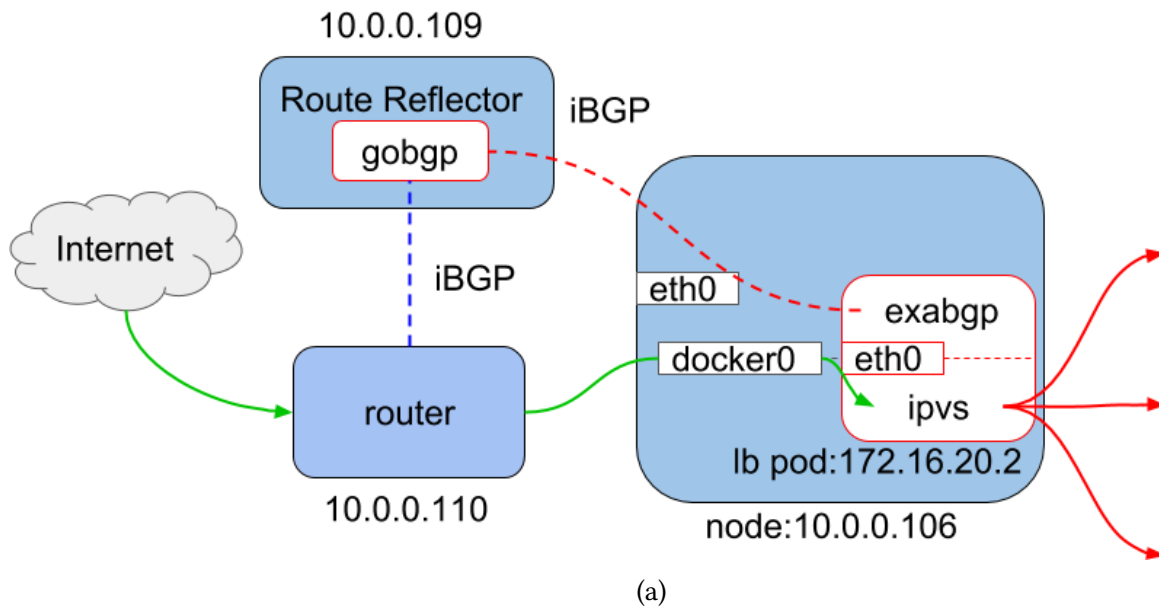 10.0.0.109
Route Reflector
iBGP
gobgp
Internet
iBGP
eth0
exabgp
docker0
eth0
router
ipvs
lb pod:172.16.20.2
10.0.0.110
node:10.0.0.106
(a)